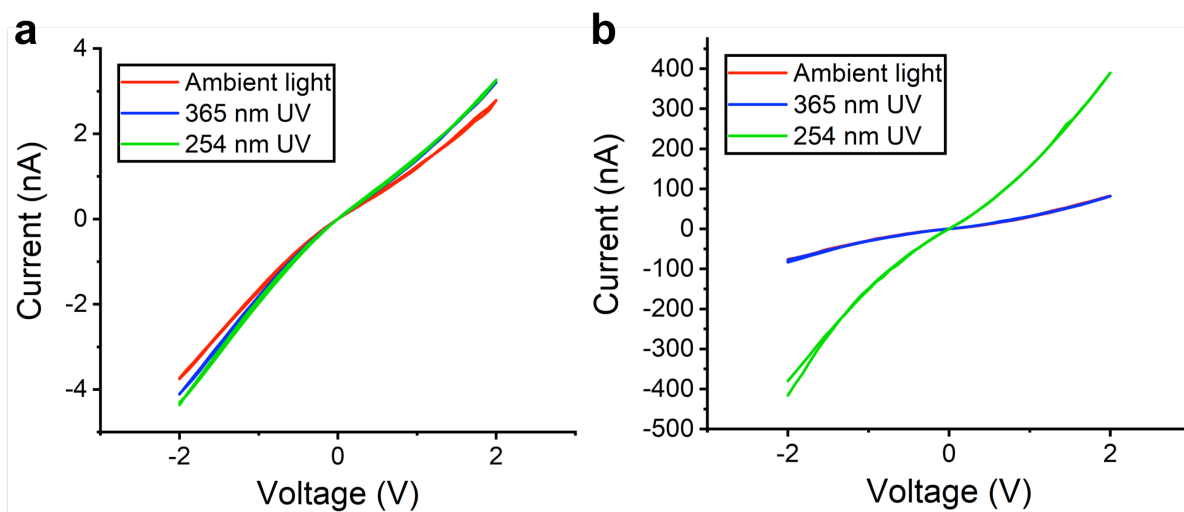 a
Ambient light
365 nm UV
254 nm UV
Current (nA)
4
2
0
-2
-4
-2
0
2
Voltage (V)
b
Ambient light
365 nm UV
254 nm UV
Current (nA)
400
300
200
100
0
-100
-200
-300
-400
-500
-2
0
2
Voltage (V)